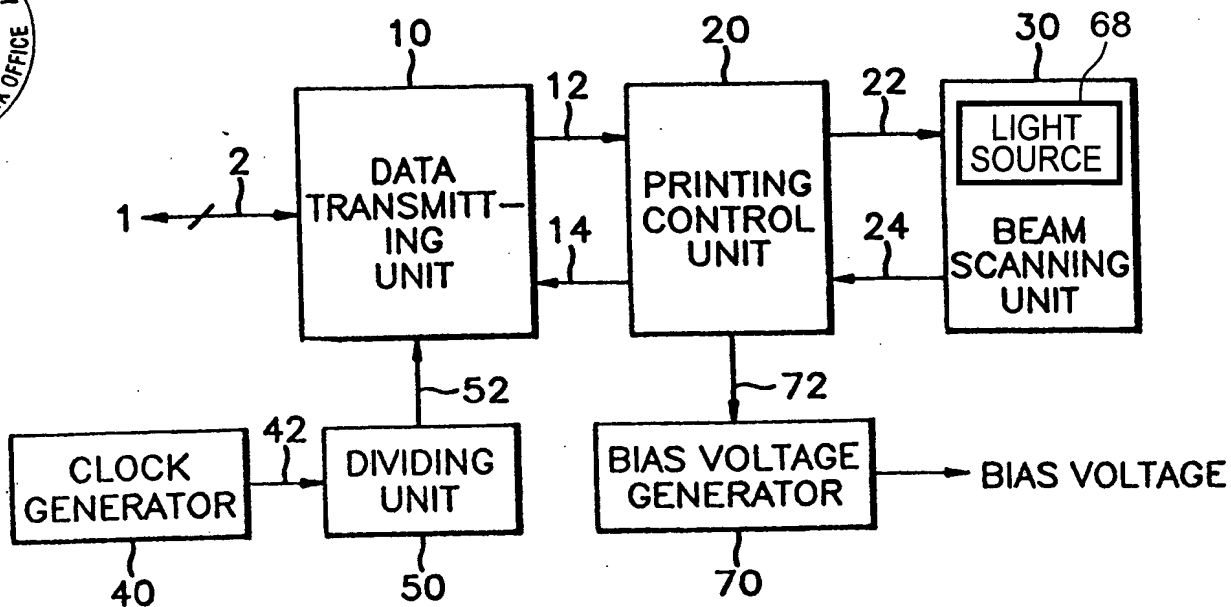 OFFICE
10
20
30
68
12
22
LIGHT
SOURCE
1
2
DATA
TRANSMITT-
ING
UNIT
PRINTING
CONTROL
UNIT
14
24
BEAM
SCANNING
UNIT
52
72
42
CLOCK
GENERATOR
DIVIDING
UNIT
BIAS VOLTAGE
GENERATOR
BIAS VOLTAGE
40
50
70